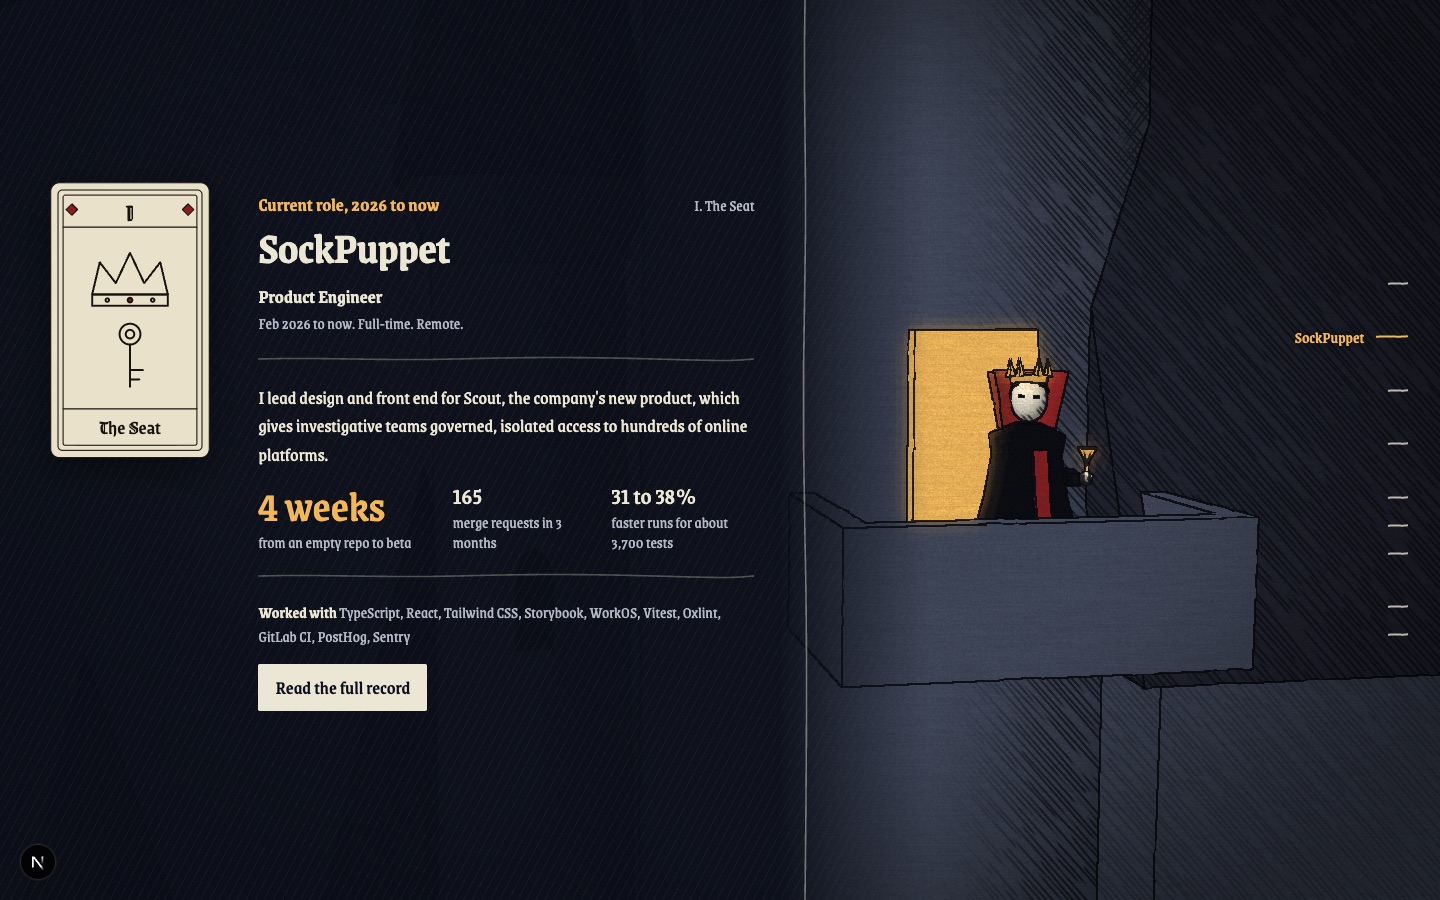 I
The Seat
Current role, 2026 to now
I. The Seat
SockPuppet
Product Engineer
Feb 2026 to now. Full-time. Remote.
I lead design and front end for Scout, the company's new product, which
gives investigative teams governed, isolated access to hundreds of online
platforms.
4 weeks
from an empty repo to beta
165
merge requests in 3
months
31 to 38%
faster runs for about
3,700 tests
Worked with TypeScript, React, Tailwind CSS, Storybook, WorkOS, Vitest, Oxlint,
GitLab CI, PostHog, Sentry
Read the full record
SockPuppet
N